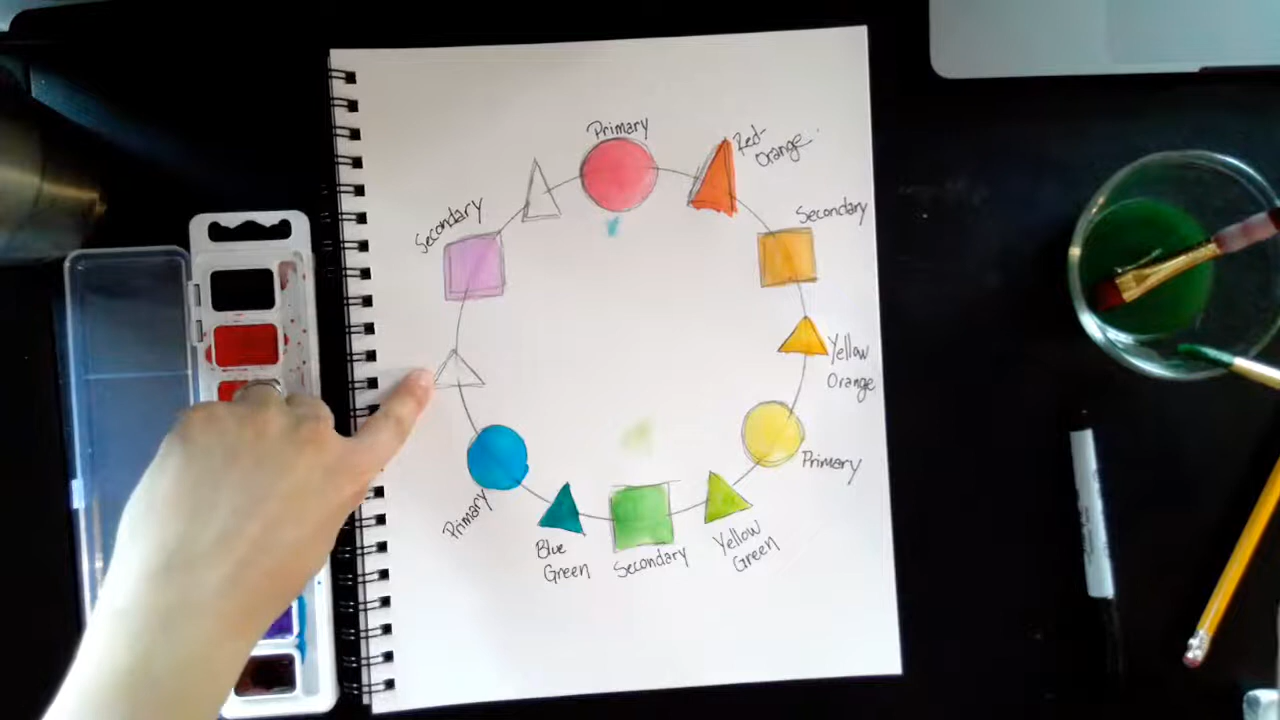 Primary
Red-
Orange
Secondary
Secondary
Yellow
Orange
Primary
Primary
Blue
Green
Secondary
Yellow
Green